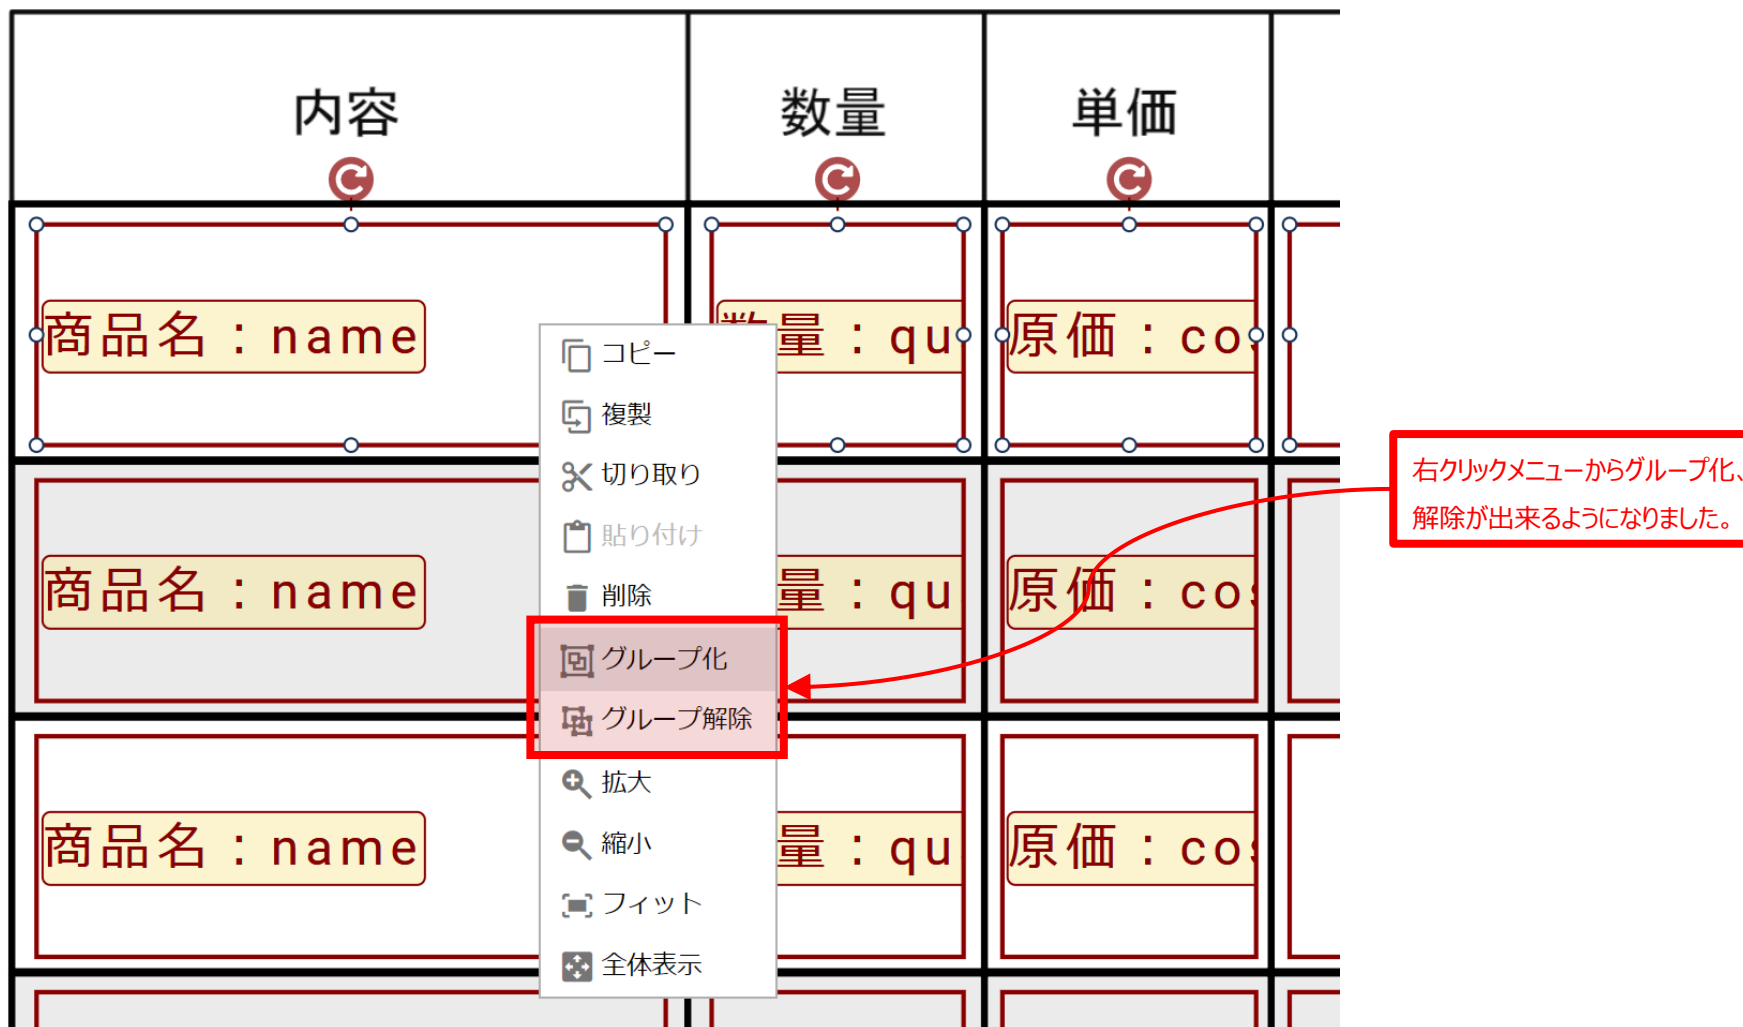 内容 数量 単価
商品名：name 数量：qu 原価：cos
コピー
複製
切り取り
貼り付け
削除
グループ化
グループ解除
拡大
縮小
フィット
全体表示
商品名：name 量：qu 原価：cos
商品名：name 量：qu 原価：cos
右クリックメニューからグループ化、
解除が出来るようになりました。